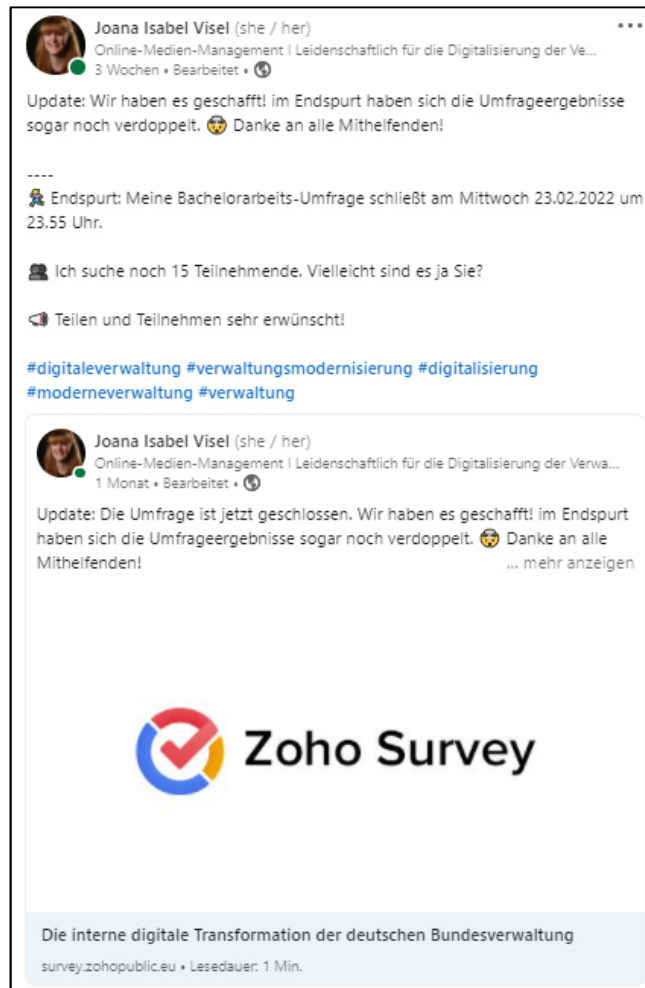 Joana Isabel Visel (she / her)
Online-Medien-Management | Leidenschaftlich für die Digitalisierung der Ve...
3 Wochen • Bearbeitet •
Update: Wir haben es geschafft! im Endspurt haben sich die Umfrageergebnisse
sogar noch verdoppelt. 🤯 Danke an alle Mithelfenden!
----
Endspurt: Meine Bachelorarbeits-Umfrage schließt am Mittwoch 23.02.2022 um
23.55 Uhr.
👥 Ich suche noch 15 Teilnehmende. Vielleicht sind es ja Sie?
📢 Teilen und Teilnehmen sehr erwünscht!
#digitaleverwaltung #verwaltungsmodernisierung #digitalisierung
#moderneverwaltung #verwaltung
Joana Isabel Visel (she / her)
Online-Medien-Management | Leidenschaftlich für die Digitalisierung der Verwa...
1 Monat • Bearbeitet •
Update: Die Umfrage ist jetzt geschlossen. Wir haben es geschafft! im Endspurt
haben sich die Umfrageergebnisse sogar noch verdoppelt. 🤯 Danke an alle
Mithelfenden! ... mehr anzeigen
Zoho Survey
Die interne digitale Transformation der deutschen Bundesverwaltung
survey.zohopublic.eu • Lesedauer: 1 Min.